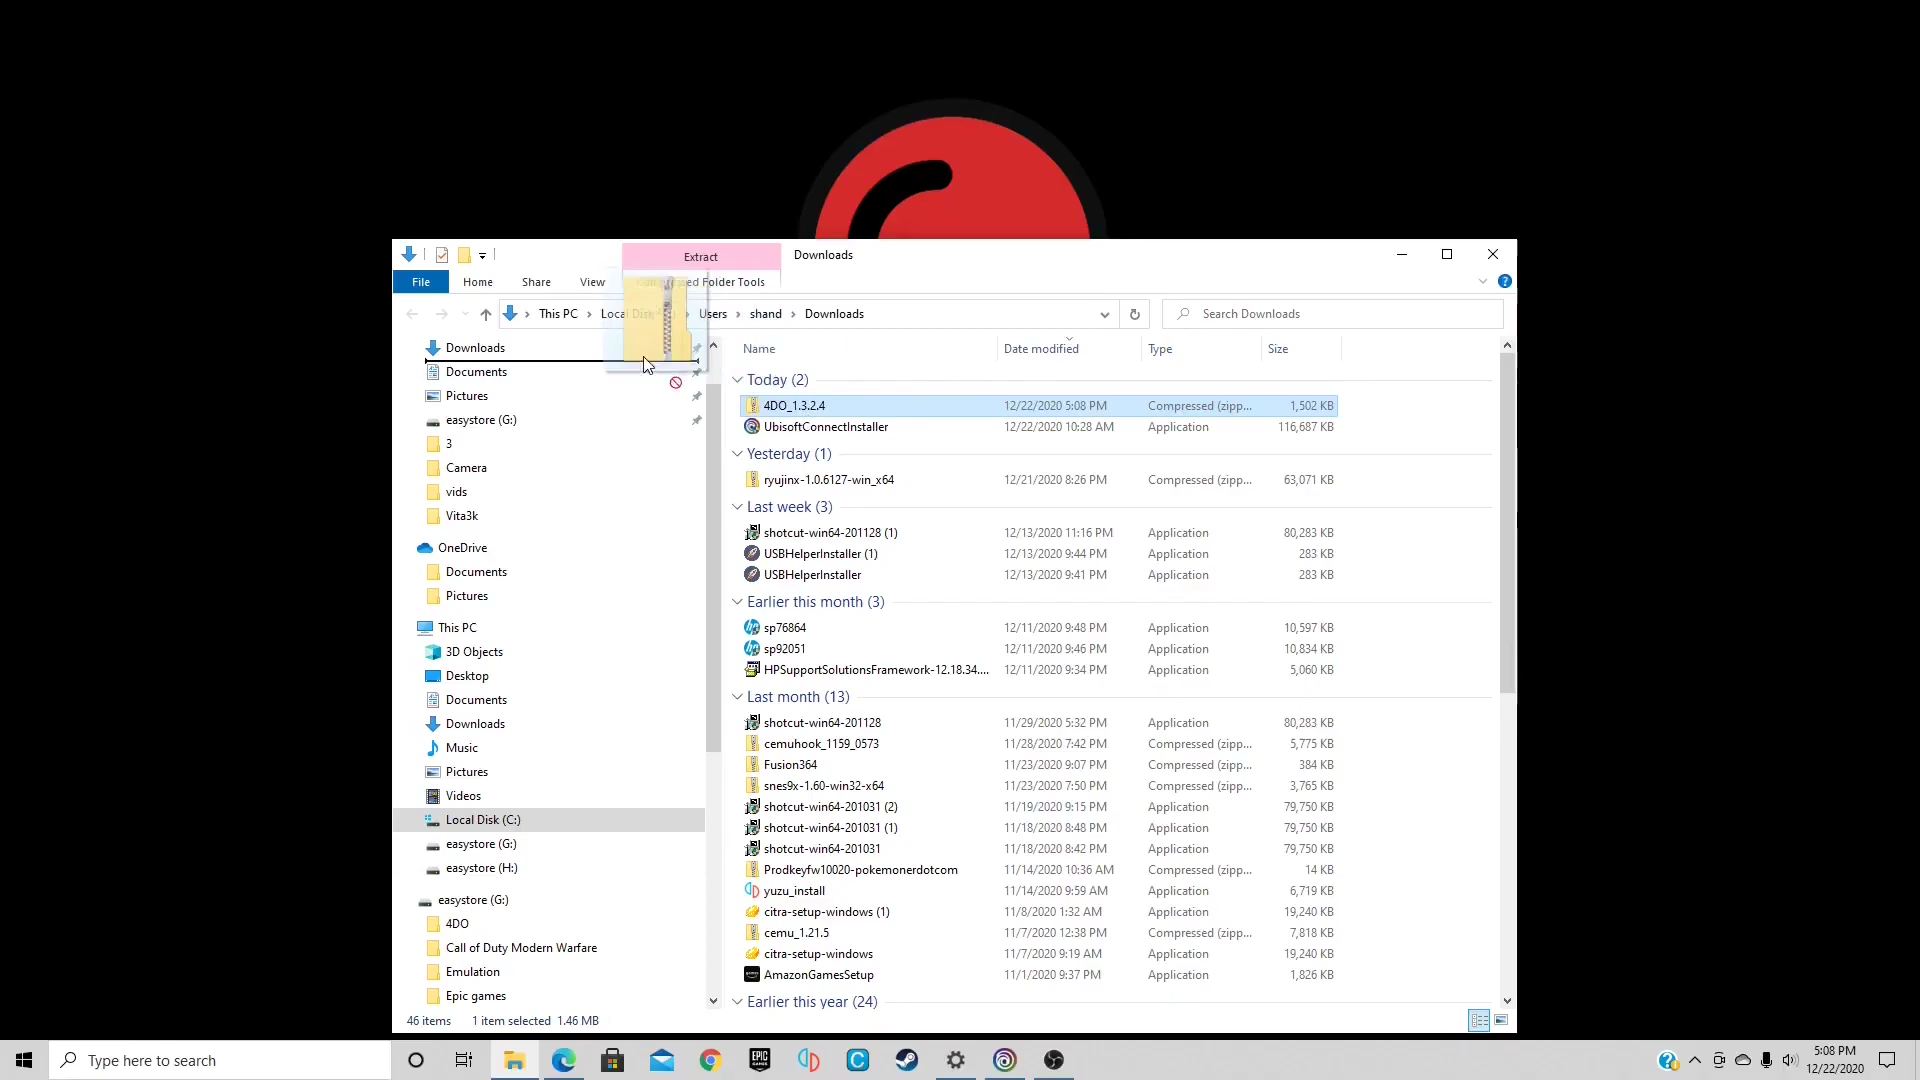 Extract
Downloads
File
Home
Share
View
ed Folder Tools
This PC
Local Disk
Users
shand
Downloads
Search Downloads
Name
Date modified
Type
Size
Downloads
Documents
Pictures
easystore (G:)
3
Camera
vids
Vita3k
OneDrive
Documents
Pictures
This PC
3D Objects
Desktop
Documents
Downloads
Music
Pictures
Videos
Local Disk (C:)
easystore (G:)
easystore (H:)
easystore (G:)
4DO
Call of Duty Modern Warfare
Emulation
Epic games
Today (2)
4DO_1.3.2.4 12/22/2020 5:08 PM Compressed (zipp... 1,502 KB
UbisoftConnectInstaller 12/22/2020 10:28 AM Application 116,687 KB
Yesterday (1)
ryujinx-1.0.6127-win_x64 12/21/2020 8:26 PM Compressed (zipp... 63,071 KB
Last week (3)
shotcut-win64-201128 (1) 12/13/2020 11:16 PM Application 80,283 KB
USBHelperInstaller (1) 12/13/2020 9:44 PM Application 283 KB
USBHelperInstaller 12/13/2020 9:41 PM Application 283 KB
Earlier this month (3)
sp76864 12/11/2020 9:48 PM Application 10,597 KB
sp92051 12/11/2020 9:46 PM Application 10,834 KB
HPSupportSolutionsFramework-12.18.34.... 12/11/2020 9:34 PM Application 5,060 KB
Last month (13)
shotcut-win64-201128 11/29/2020 5:32 PM Application 80,283 KB
cemuhook_1159_0573 11/28/2020 7:42 PM Compressed (zipp... 5,775 KB
Fusion364 11/23/2020 9:07 PM Compressed (zipp... 384 KB
snes9x-1.60-win32-x64 11/23/2020 7:50 PM Compressed (zipp... 3,765 KB
shotcut-win64-201031 (2) 11/19/2020 9:15 PM Application 79,750 KB
shotcut-win64-201031 (1) 11/18/2020 8:48 PM Application 79,750 KB
shotcut-win64-201031 11/18/2020 8:42 PM Application 79,750 KB
Prodkeyfw10020-pokemonerdotcom 11/14/2020 10:36 AM Compressed (zipp... 14 KB
yuzu_install 11/14/2020 9:59 AM Application 6,719 KB
citra-setup-windows (1) 11/8/2020 1:32 AM Application 19,240 KB
cemu_1.21.5 11/7/2020 12:38 PM Compressed (zipp... 7,818 KB
citra-setup-windows 11/7/2020 9:19 AM Application 19,240 KB
AmazonGamesSetup 11/1/2020 9:37 PM Application 1,826 KB
Earlier this year (24)
46 items
1 item selected 1.46 MB
Type here to search
EPIC
GAMES
5:08 PM
12/22/2020